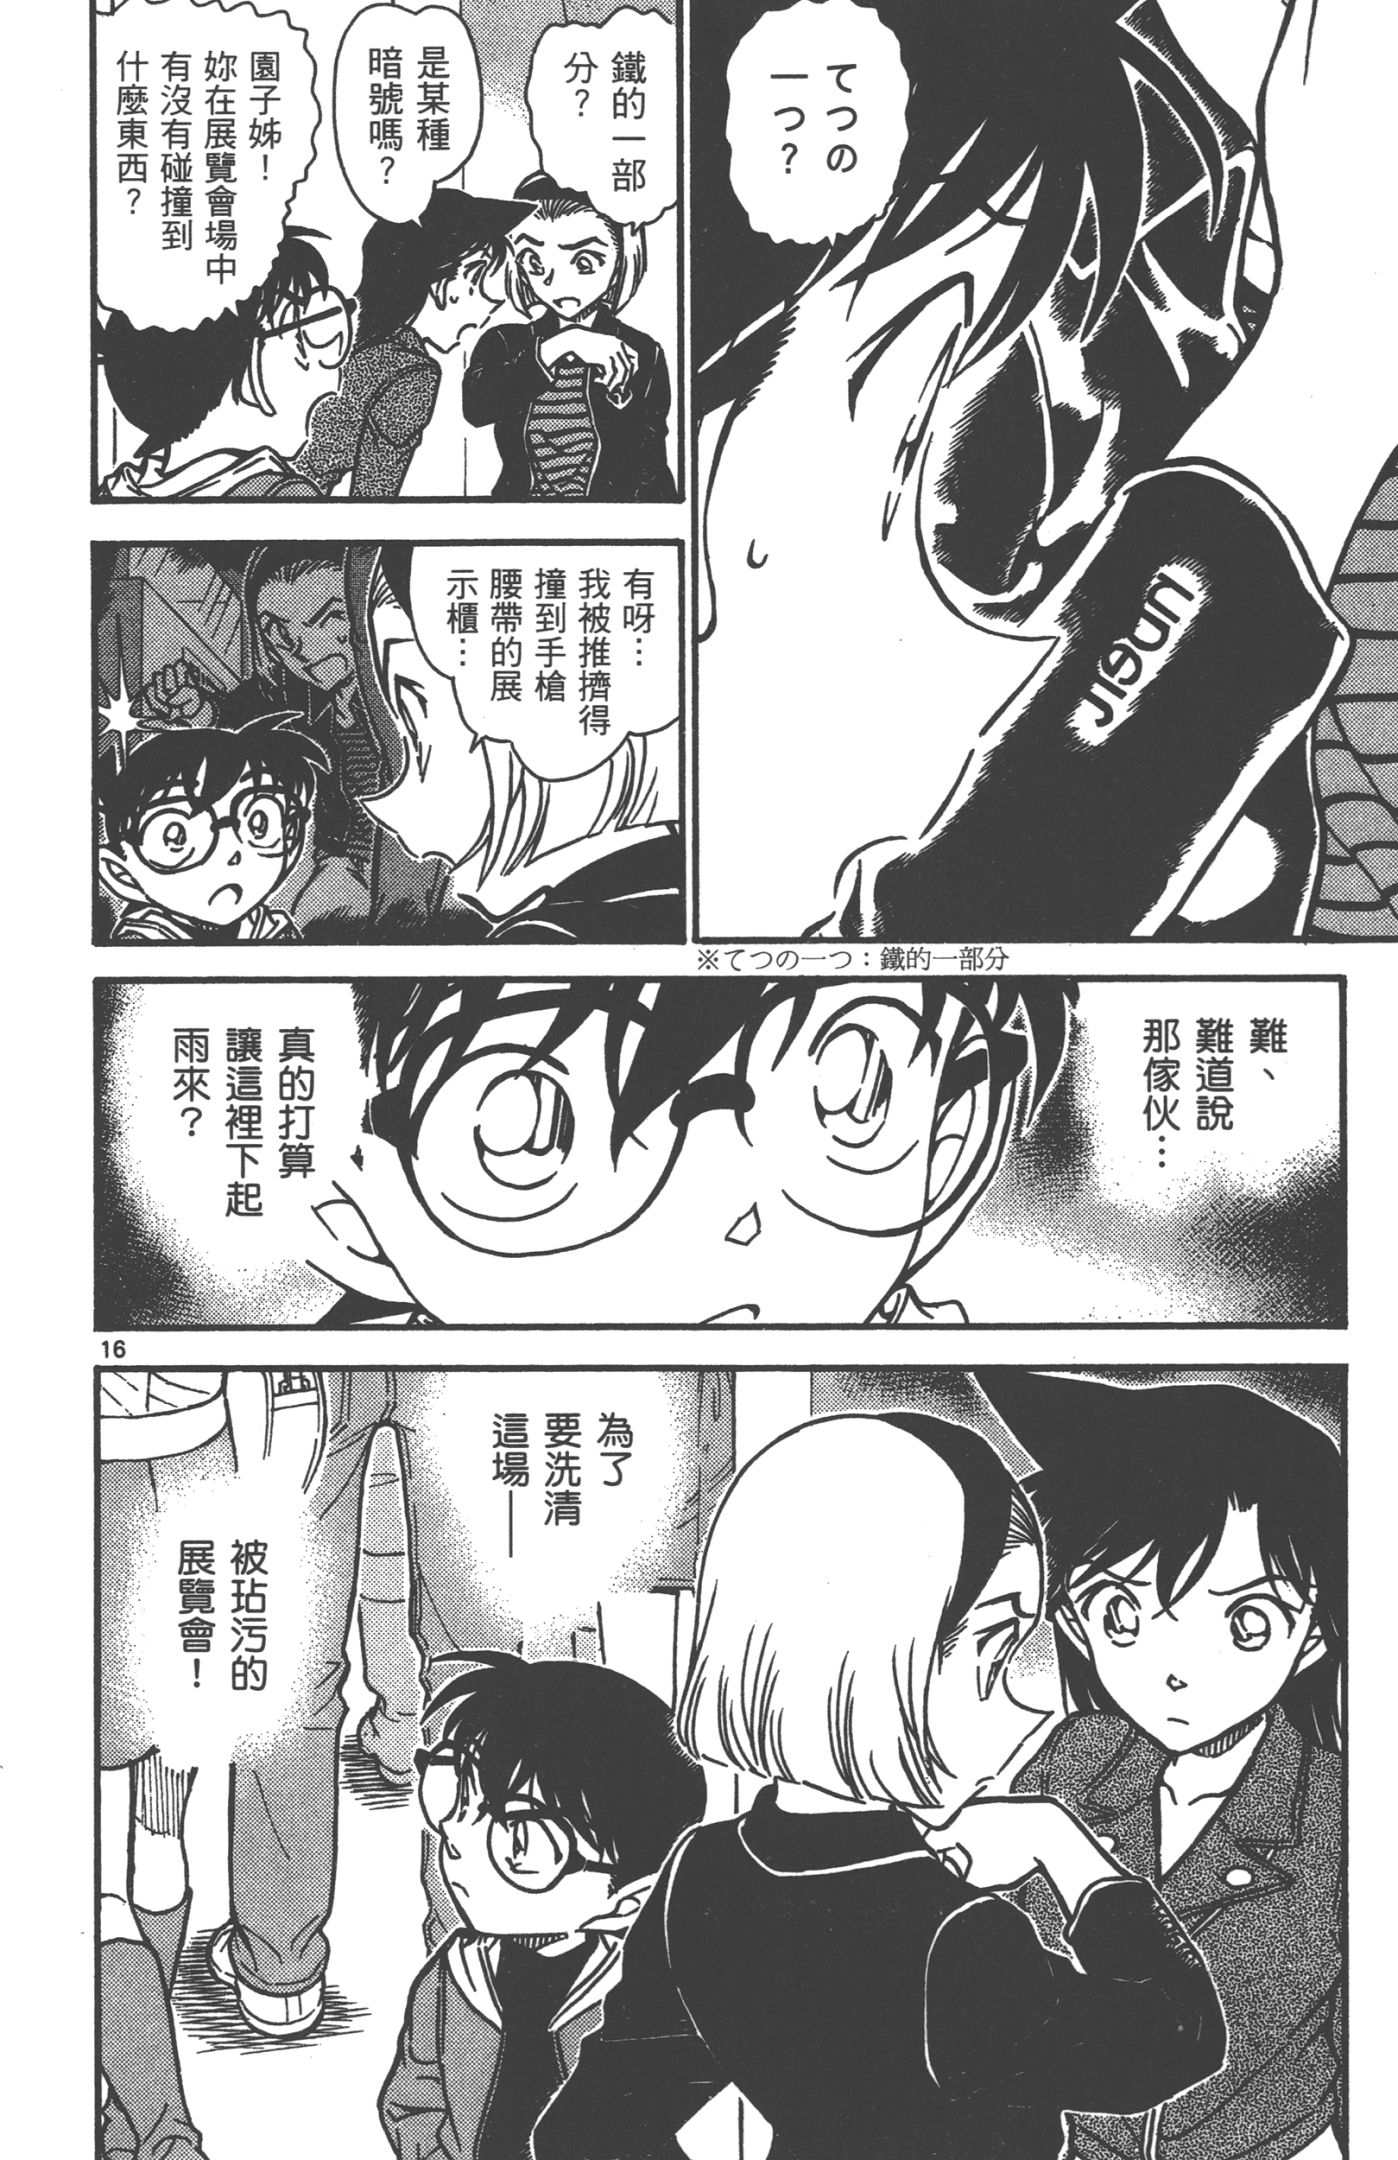 てつの
一つ？
鐵的一部
分？
是某種
暗號嗎？
園子姊！
妳在展覽會場中
有沒有碰撞到
什麼東西？
有呀…
我被推擠得
撞到手槍
腰帶的展
示櫃…
※てつの一つ：鐵的一部分
難、
難道說
那傢伙…
真的打算
讓這裡下起
雨來？
16
為了
要洗清
這場——
被玷污的
展覽會！